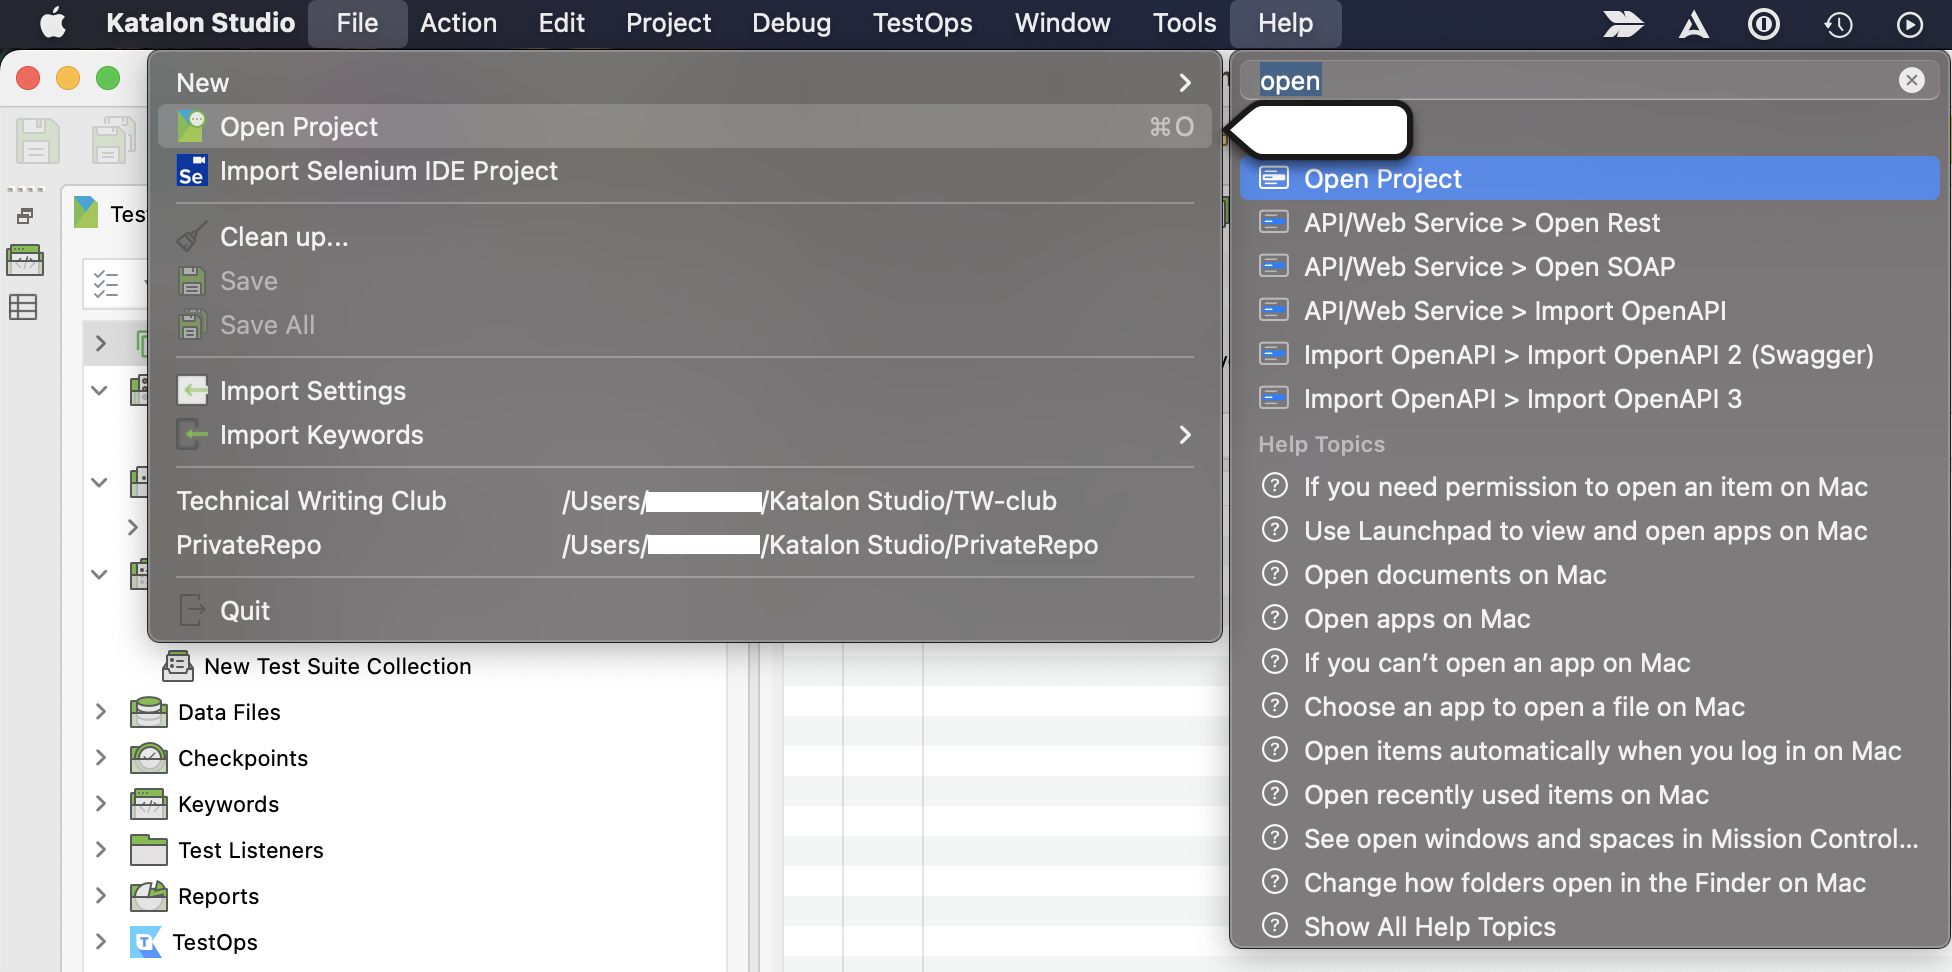 Katalon Studio File Action Edit Project Debug TestOps Window Tools Help
New
Open Project ⌘O
Se Import Selenium IDE Project
Clean up...
Save
Save All
Import Settings
Import Keywords
Technical Writing Club /Users/ /Katalon Studio/TW-club
PrivateRepo /Users/ /Katalon Studio/PrivateRepo
Quit
open
Open Project
API/Web Service > Open Rest
API/Web Service > Open SOAP
API/Web Service > Import OpenAPI
Import OpenAPI > Import OpenAPI 2 (Swagger)
Import OpenAPI > Import OpenAPI 3
Help Topics
If you need permission to open an item on Mac
Use Launchpad to view and open apps on Mac
Open documents on Mac
Open apps on Mac
If you can’t open an app on Mac
Choose an app to open a file on Mac
Open items automatically when you log in on Mac
Open recently used items on Mac
See open windows and spaces in Mission Control...
Change how folders open in the Finder on Mac
Show All Help Topics
New Test Suite Collection
Data Files
Checkpoints
Keywords
Test Listeners
Reports
TestOps